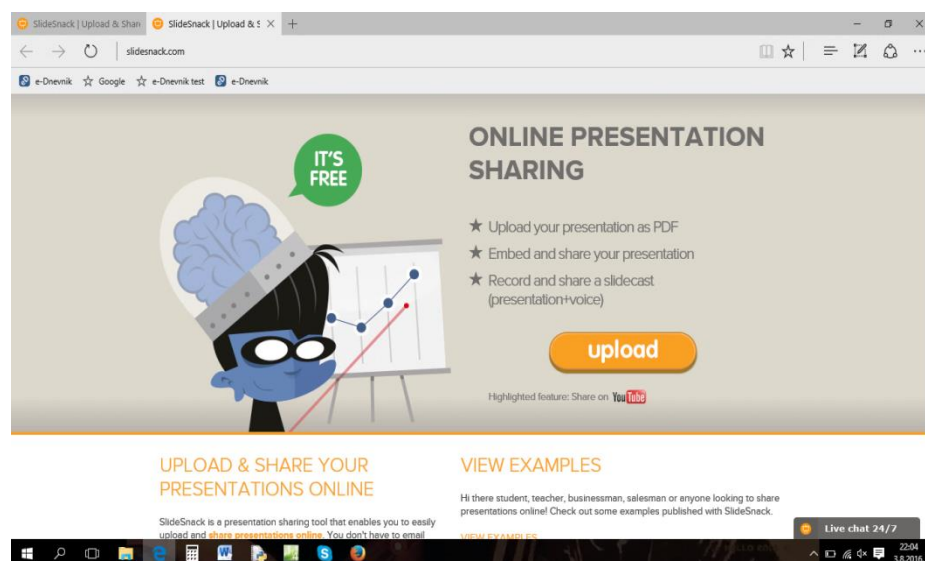 SlideSnack | Upload & Shar
SlideSnack | Upload & S
slidesnack.com
e-Dnevnik
Google
e-Dnevnik test
e-Dnevnik
IT'S
FREE
ONLINE PRESENTATION
SHARING
Upload your presentation as PDF
Embed and share your presentation
Record and share a slidecast
(presentation+voice)
upload
Highlighted feature: Share on YouTube
UPLOAD & SHARE YOUR
PRESENTATIONS ONLINE
SlideSnack is a presentation sharing tool that enables you to easily
upload and share presentations online. You don't have to email
VIEW EXAMPLES
Hi there student, teacher, businessman, salesman or anyone looking to share
presentations online! Check out some examples published with SlideSnack.
VIEW EXAMPLES
Live chat 24/7
22:04
3.8.2016